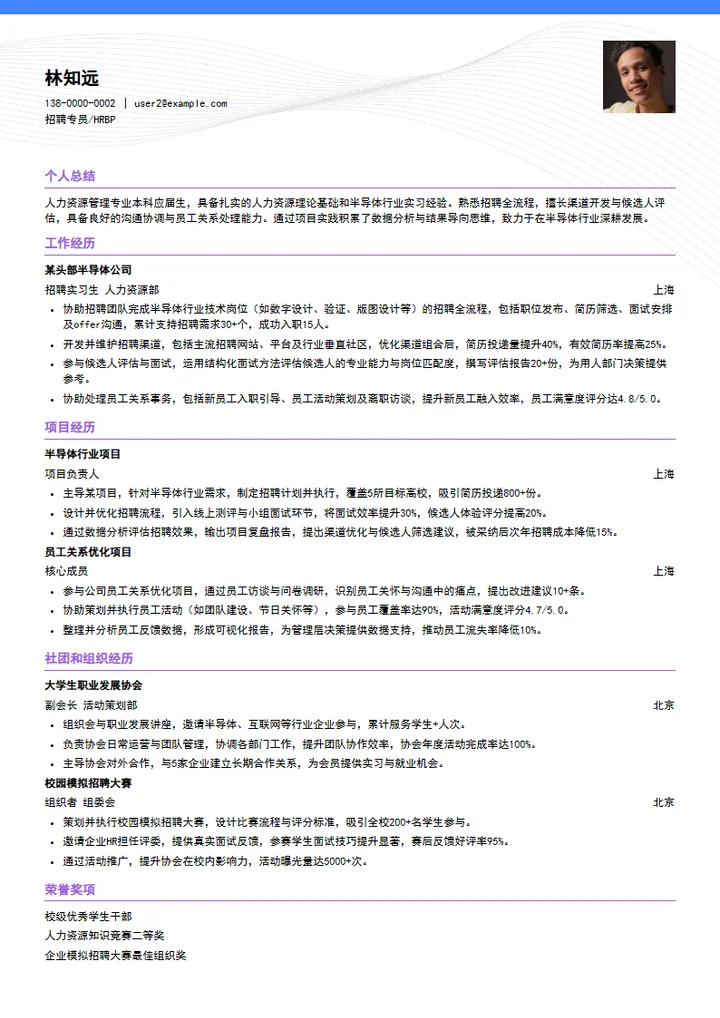 林知远
138-0000-0002 | user2@example.com
招聘专员/HRBP
个人总结
人力资源管理专业本科应届生，具备扎实的人力资源理论基础和半导体行业实习经验。熟悉招聘全流程，擅长渠道开发与候选人评
估，具备良好的沟通协调与员工关系处理能力。通过项目实践积累了数据分析与结果导向思维，致力于在半导体行业深耕发展。
工作经历
某头部半导体公司
招聘实习生 人力资源部 上海
• 协助招聘团队完成半导体行业技术岗位（如数字设计、验证、版图设计等）的招聘全流程，包括职位发布、简历筛选、面试安排
及offer沟通，累计支持招聘需求30+个，成功入职15人。
• 开发并维护招聘渠道，包括主流招聘网站、平台及行业垂直社区，优化渠道组合后，简历投递量提升40%，有效简历率提高25%。
• 参与候选人评估与面试，运用结构化面试方法评估候选人的专业能力与岗位匹配度，撰写评估报告20+份，为用人部门决策提供
参考。
• 协助处理员工关系事务，包括新员工入职引导、员工活动策划及离职访谈，提升新员工融入效率，员工满意度评分达4.8/5.0。
项目经历
半导体行业项目
项目负责人 上海
• 主导某项目，针对半导体行业需求，制定招聘计划并执行，覆盖5所目标高校，吸引简历投递800+份。
• 设计并优化招聘流程，引入线上测评与小组面试环节，将面试效率提升30%，候选人体验评分提高20%。
• 通过数据分析评估招聘效果，输出项目复盘报告，提出渠道优化与候选人筛选建议，被采纳后次年招聘成本降低15%。
员工关系优化项目
核心成员 上海
• 参与公司员工关系优化项目，通过员工访谈与问卷调研，识别员工关怀与沟通中的痛点，提出改进建议10+条。
• 协助策划并执行员工活动（如团队建设、节日关怀等），参与员工覆盖率达90%，活动满意度评分4.7/5.0。
• 整理并分析员工反馈数据，形成可视化报告，为管理层决策提供数据支持，推动员工流失率降低10%。
社团和组织经历
大学生职业发展协会
副会长 活动策划部 北京
• 组织会与职业发展讲座，邀请半导体、互联网等行业企业参与，累计服务学生+人次。
• 负责协会日常运营与团队管理，协调各部门工作，提升团队协作效率，协会年度活动完成率达100%。
• 主导协会对外合作，与5家企业建立长期合作关系，为会员提供实习与就业机会。
校园模拟招聘大赛
组织者 组委会 北京
• 策划并执行校园模拟招聘大赛，设计比赛流程与评分标准，吸引全校200+名学生参与。
• 邀请企业HR担任评委，提供真实面试反馈，参赛学生面试技巧提升显著，赛后反馈好评率95%。
• 通过活动推广，提升协会在校内影响力，活动曝光量达5000+次。
荣誉奖项
校级优秀学生干部
人力资源知识竞赛二等奖
企业模拟招聘大赛最佳组织奖